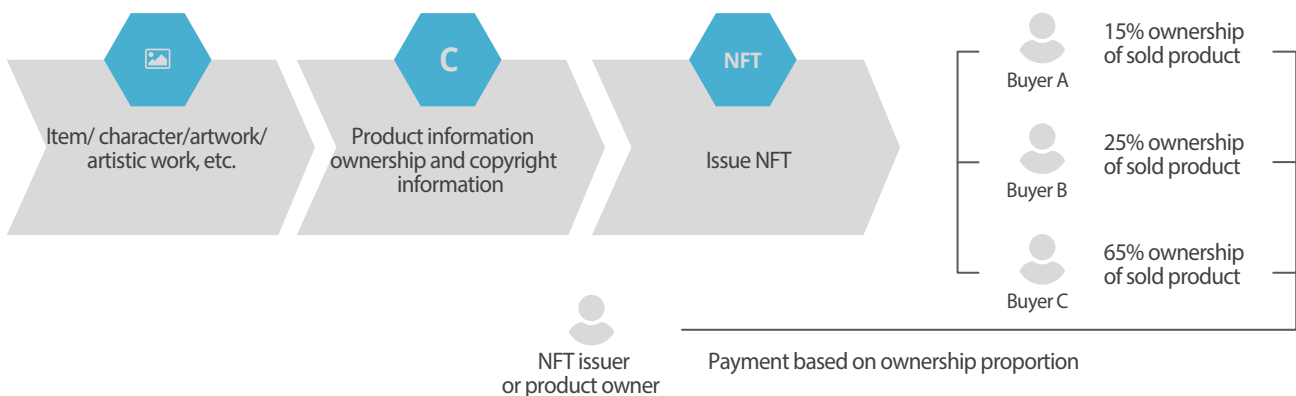 Item/ character/artwork/
artistic work, etc.
C
Product information
ownership and copyright
information
NFT
Issue NFT
Buyer A
15% ownership
of sold product
Buyer B
25% ownership
of sold product
Buyer C
65% ownership
of sold product
NFT issuer
or product owner
Payment based on ownership proportion